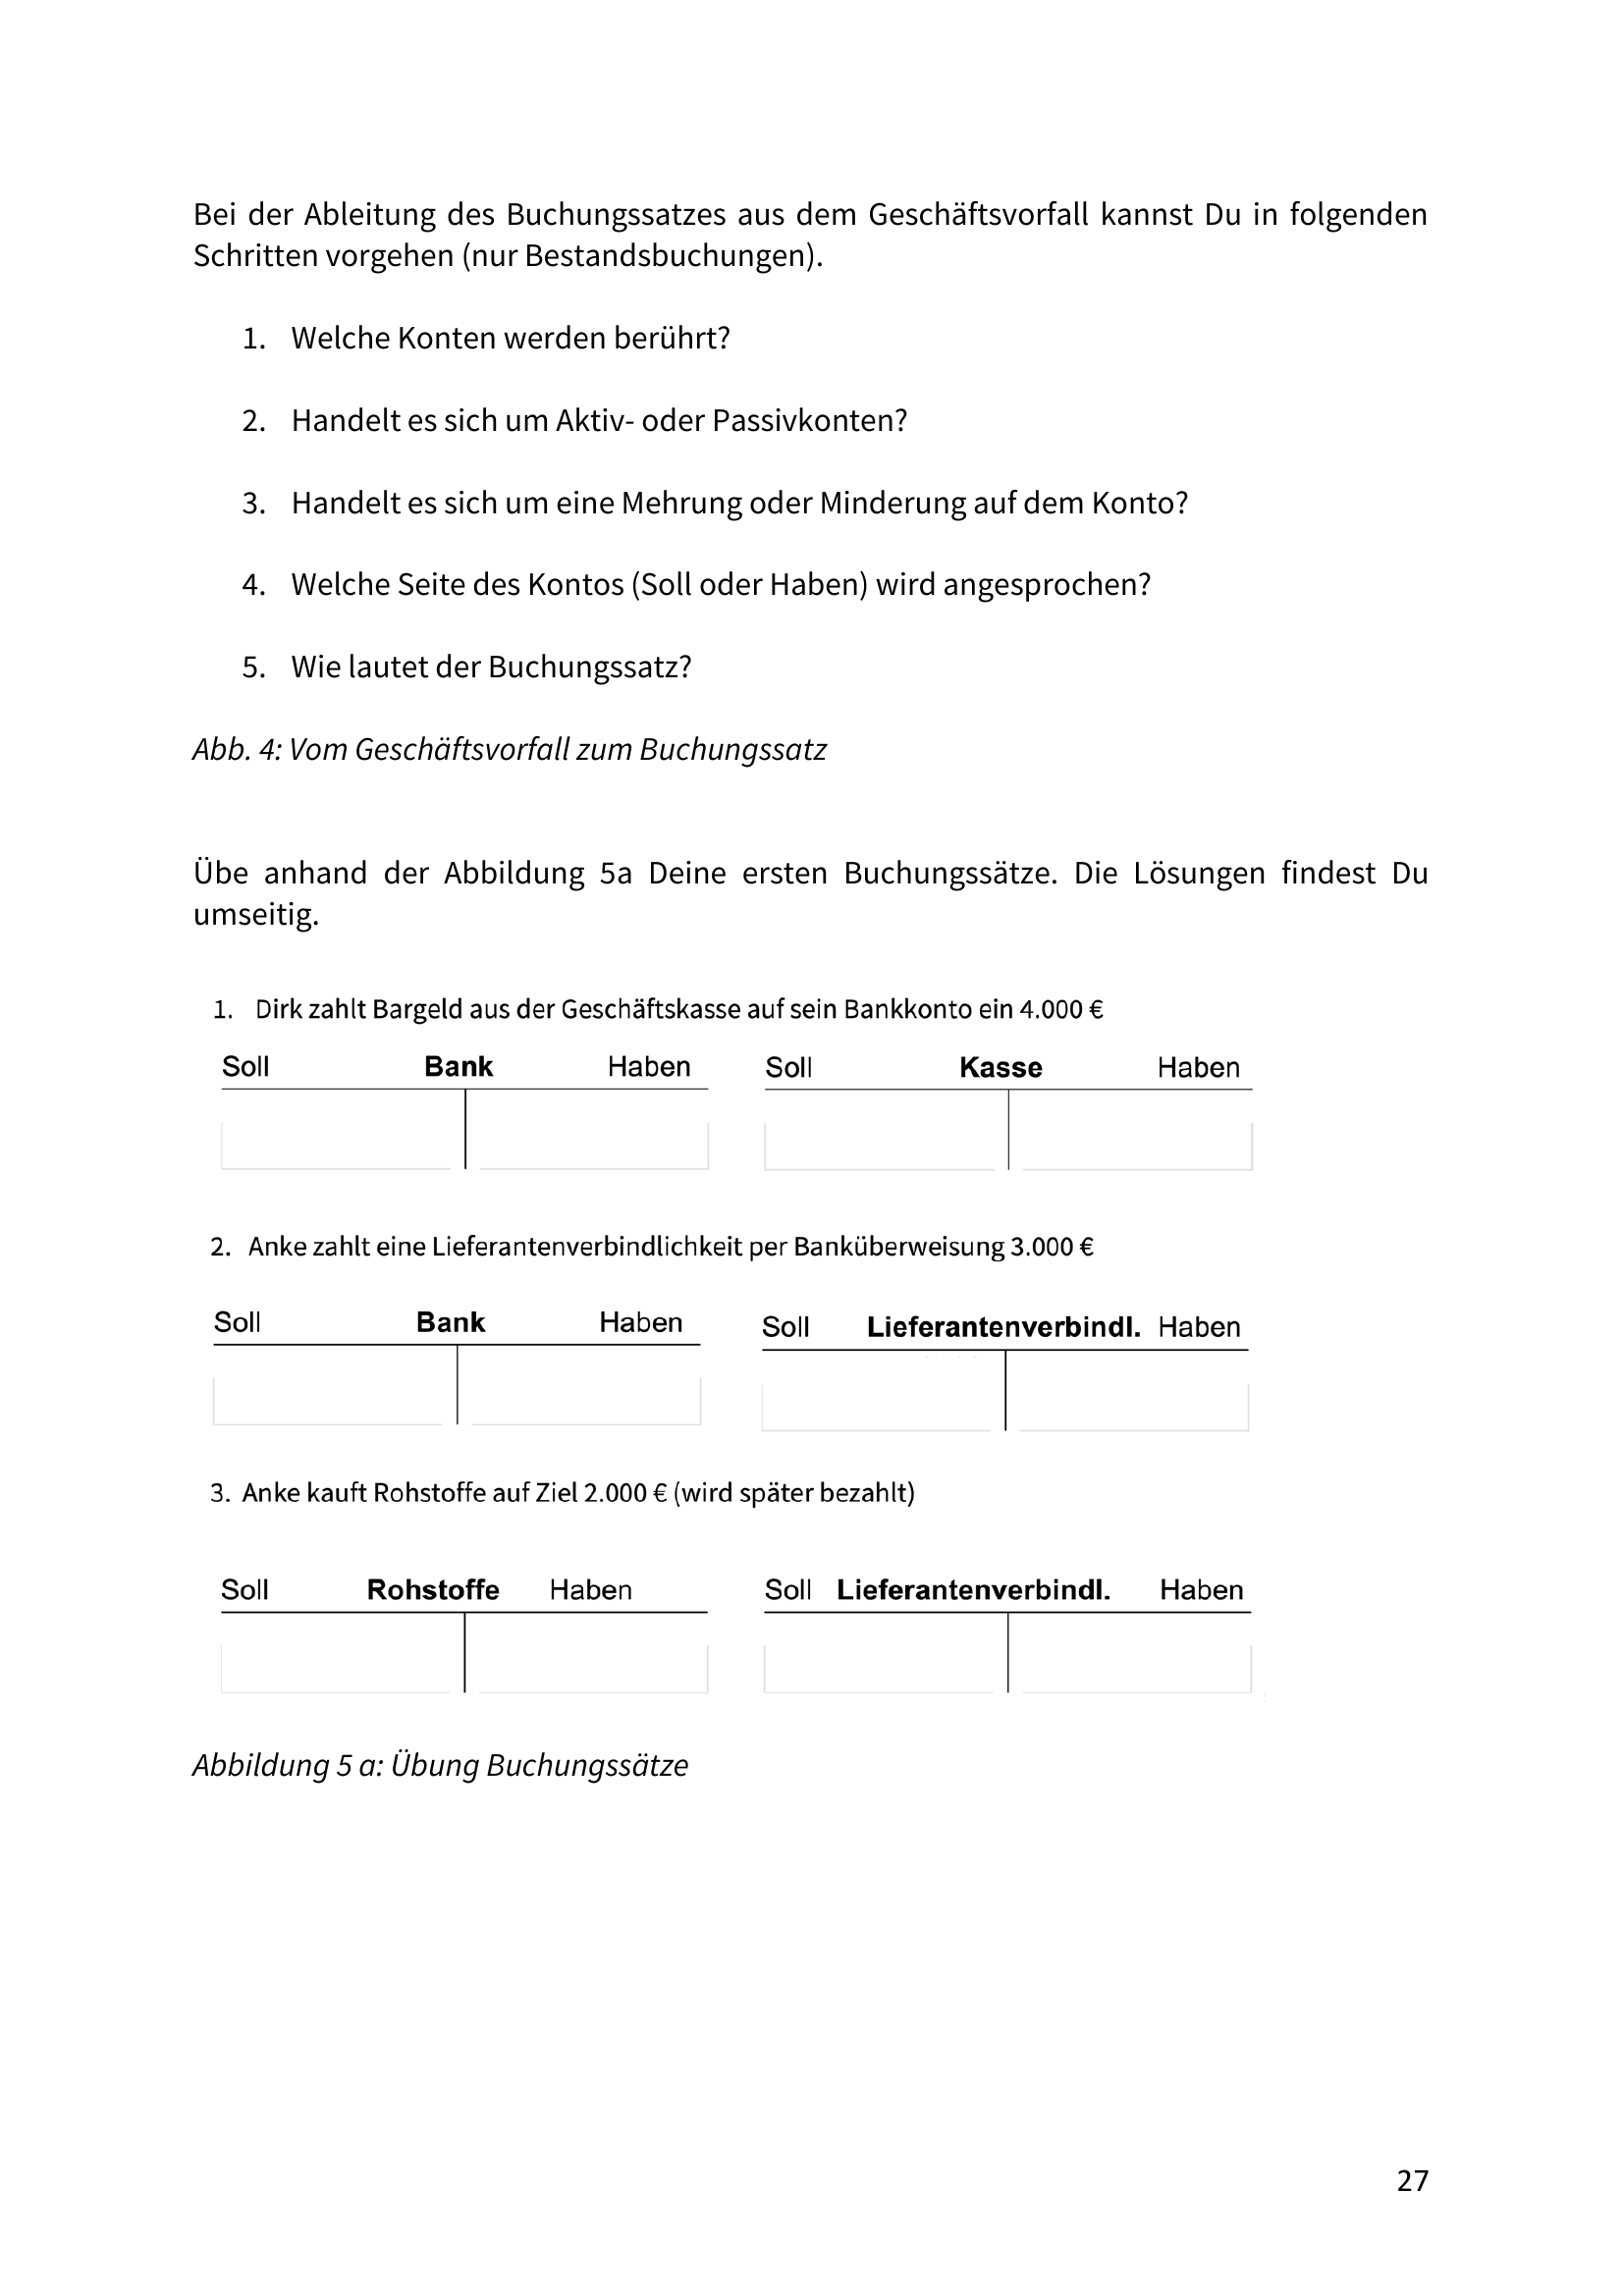 Bei der Ableitung des Buchungssatzes aus dem Geschäftsvorfall kannst Du in folgenden
Schritten vorgehen (nur Bestandsbuchungen).
1. Welche Konten werden berührt?
2. Handelt es sich um Aktiv- oder Passivkonten?
3. Handelt es sich um eine Mehrung oder Minderung auf dem Konto?
4. Welche Seite des Kontos (Soll oder Haben) wird angesprochen?
5. Wie lautet der Buchungssatz?
Abb. 4: Vom Geschäftsvorfall zum Buchungssatz
Übe anhand der Abbildung 5a Deine ersten Buchungssätze. Die Lösungen findest Du
umseitig.
1. Dirk zahlt Bargeld aus der Geschäftskasse auf sein Bankkonto ein 4.000 €
Soll Bank Haben Soll Kasse Haben
2. Anke zahlt eine Lieferantenverbindlichkeit per Banküberweisung 3.000 €
Soll Bank Haben Soll Lieferantenverbindl. Haben
3. Anke kauft Rohstoffe auf Ziel 2.000 € (wird später bezahlt)
Soll Rohstoffe Haben Soll Lieferantenverbindl. Haben
Abbildung 5 a: Übung Buchungssätze
27